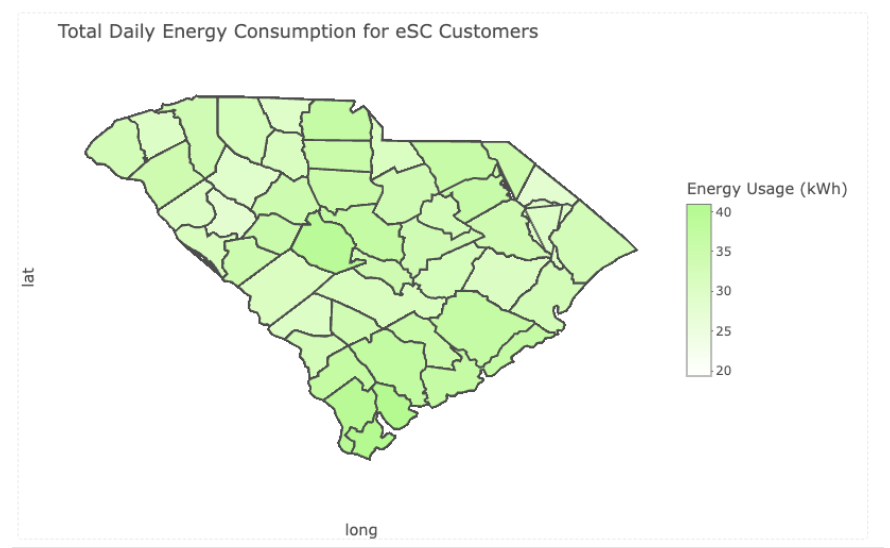 Total Daily Energy Consumption for eSC Customers
Energy Usage (kWh)
40
35
30
25
20
lat
long